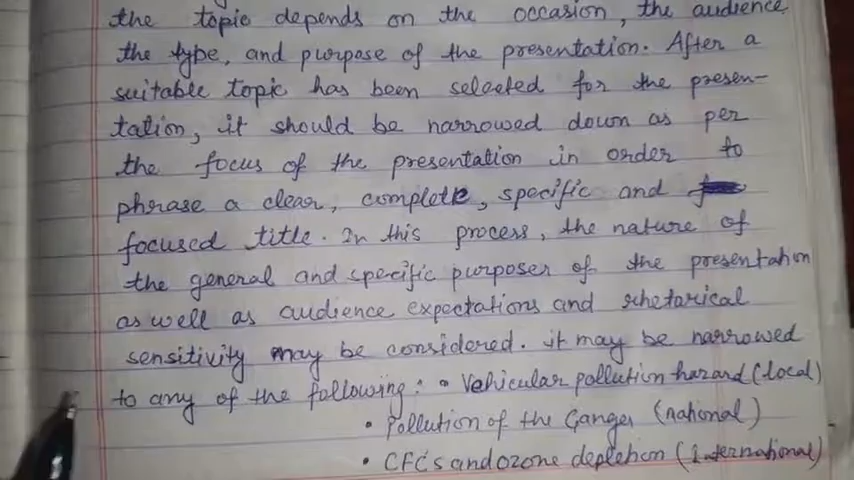 the topic depends on the occasion, the audience
the type, and purpose of the presentation. After a
suitable topic has been selected for the presen-
tation, it should be narrowed down as per
the focus of the presentation in order to
phrase a clear, complete, specific and
focused title. In this process, the nature of
the general and specific purposes of the presentation
as well as audience expectations and rhetorical
sensitivity may be considered. it may be narrowed
to any of the following: • Vehicular pollution hazard (local)
• Pollution of the Ganges (national)
• CFC's and ozone depletion (international)